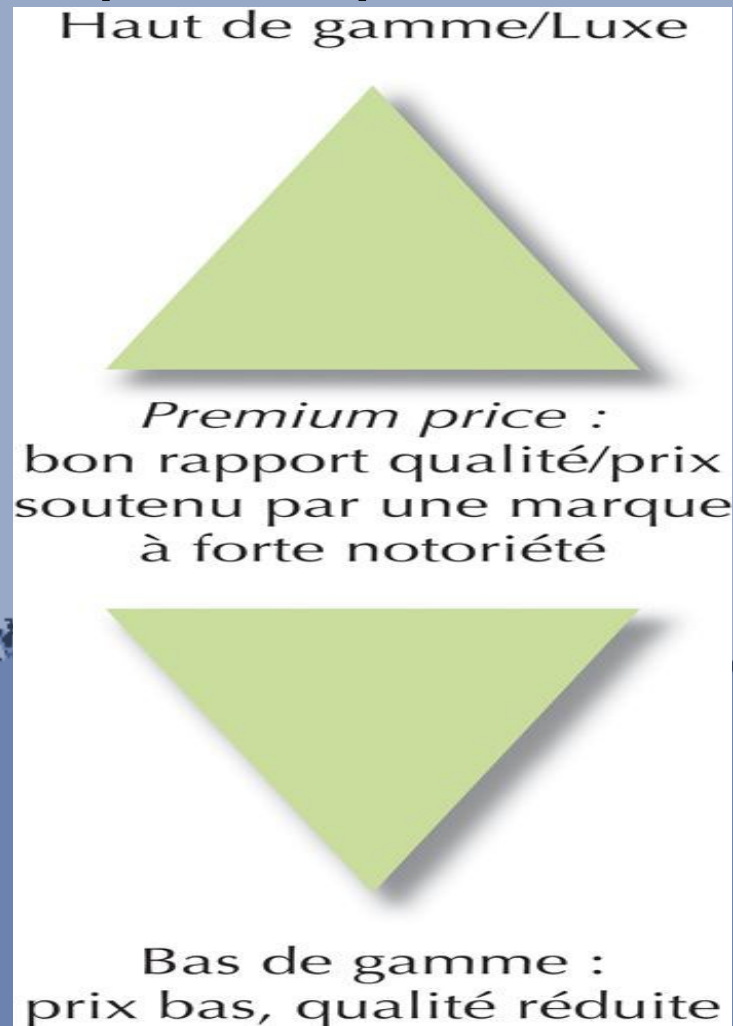 Haut de gamme/Luxe
Premium price :
bon rapport qualité/prix
soutenu par une marque
à forte notoriété
Bas de gamme :
prix bas, qualité réduite